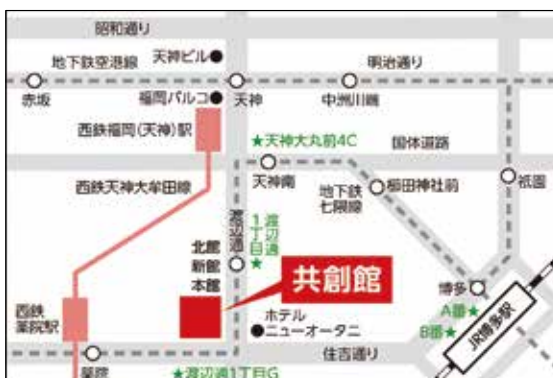 昭和通り
地下鉄空港線
天神ビル●
明治通り
赤坂
福岡パルコ●
天神
中洲川端
西鉄福岡(天神)駅
★天神大丸前4C
国体道路
西鉄天神大牟田線
天神南
地下鉄
七隈線
櫛田神社前
祇園
渡辺通
渡辺通
1丁目
★
北館
新館
本館
共創館
博多
A番★
B番★
JR博多駅
西鉄
薬院駅
ホテル
●ニューオータニ
住吉通り
薬院
★渡辺通1丁目G